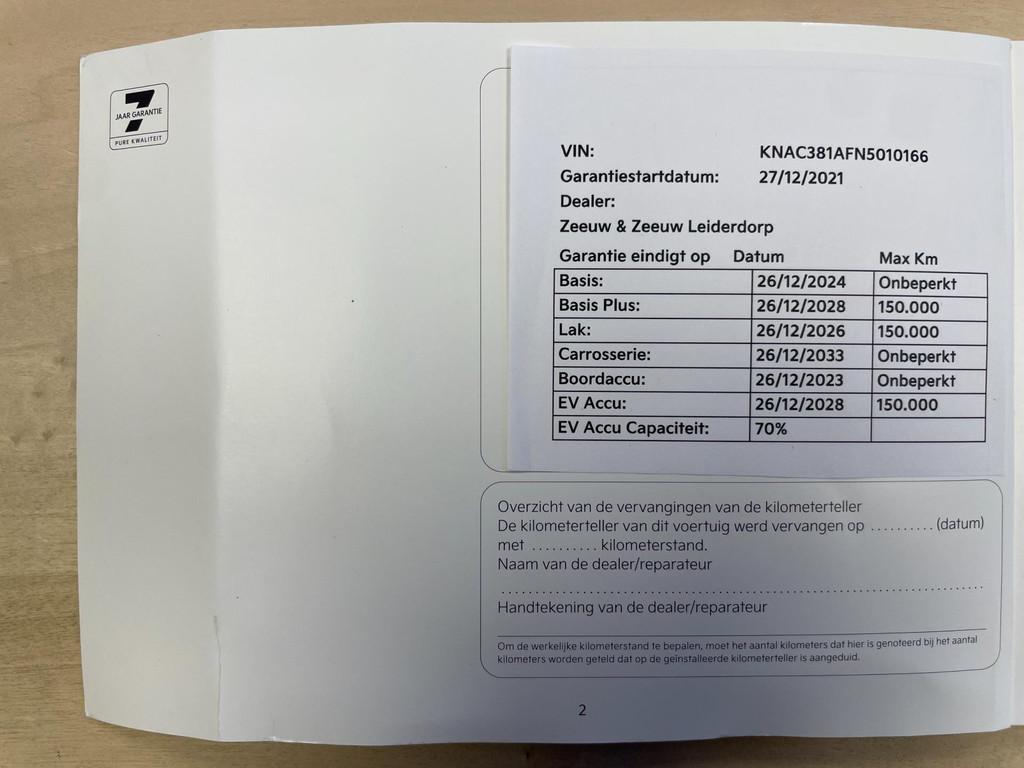 7
JAAR GARANTIE
PURE KWALITEIT
VIN: KNAC381AFN5010166
Garantiestartdatum: 27/12/2021
Dealer:
Zeeuw & Zeeuw Leiderdorp
Garantie eindigt op Datum Max Km
Basis: 26/12/2024 Onbeperkt
Basis Plus: 26/12/2028 150.000
Lak: 26/12/2026 150.000
Carrosserie: 26/12/2033 Onbeperkt
Boordaccu: 26/12/2023 Onbeperkt
EV Accu: 26/12/2028 150.000
EV Accu Capaciteit: 70%
Overzicht van de vervangingen van de kilometerteller
De kilometerteller van dit voertuig werd vervangen op .......... (datum)
met .......... kilometerstand.
Naam van de dealer/reparateur
Handtekening van de dealer/reparateur
Om de werkelijke kilometerstand te bepalen, moet het aantal kilometers dat hier is genoteerd bij het aantal
kilometers worden geteld dat op de geïnstalleerde kilometerteller is aangeduid.
2